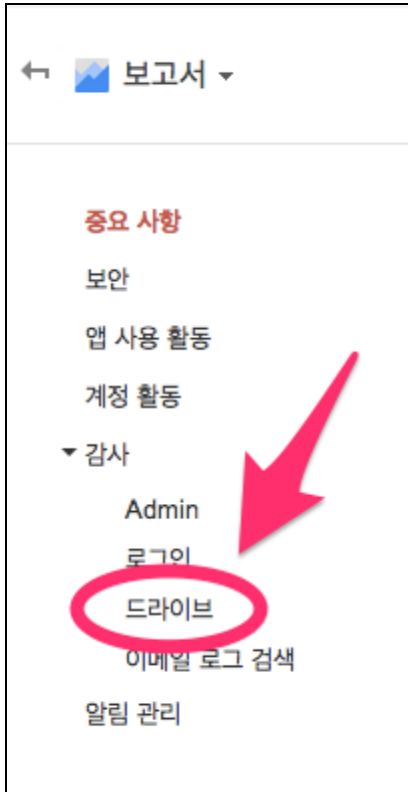 보고서
중요 사항
보안
앱 사용 활동
계정 활동
감사
Admin
로그인
드라이브
이메일 로그 검색
알림 관리